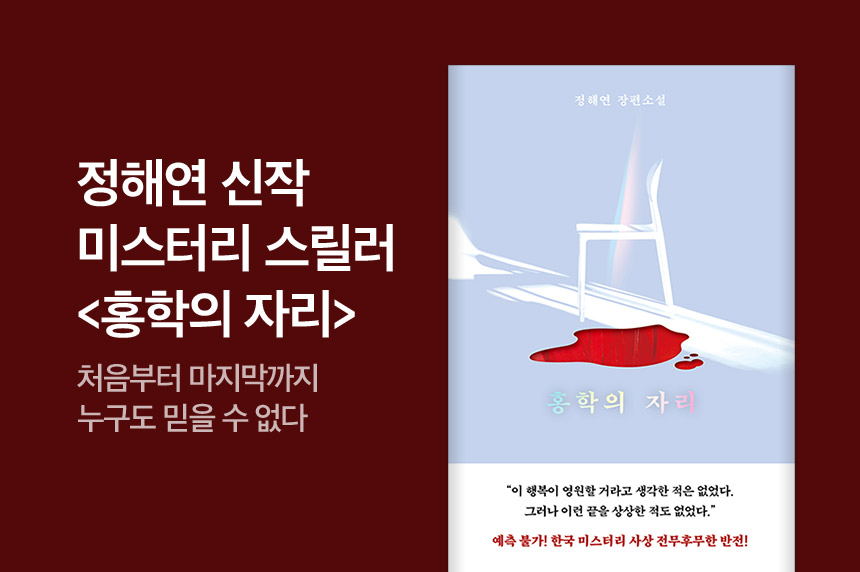 정해연 신작
미스터리 스릴러
<홍학의 자리>
처음부터 마지막까지
누구도 믿을 수 없다
정해연 장편소설
홍학의 자리
“이 행복이 영원할 거라고 생각한 적은 없었다.
그러나 이런 끝을 상상한 적도 없었다.”
예측 불가! 한국 미스터리 사상 전무후무한 반전!